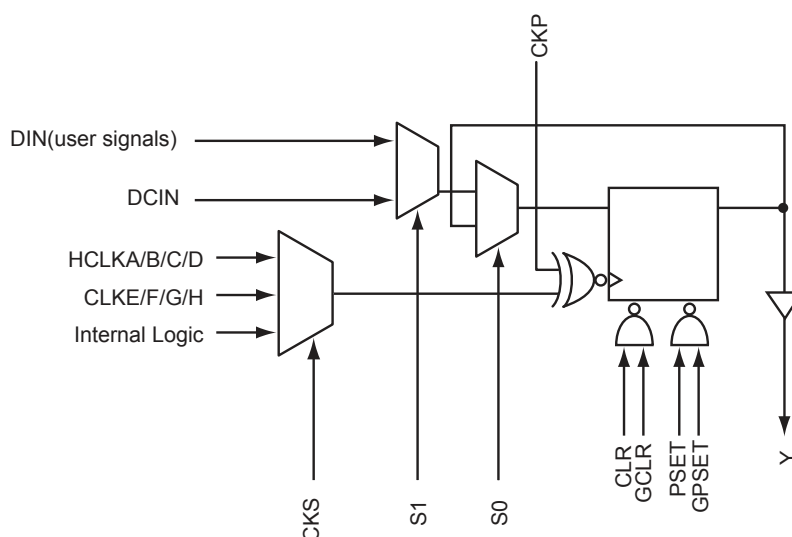 CKP
DIN(user signals)
DCIN
HCLKA/B/C/D
CLKE/F/G/H
Internal Logic
CKS
S1
S0
CLR
GCLR
PSET
GPSET
Y